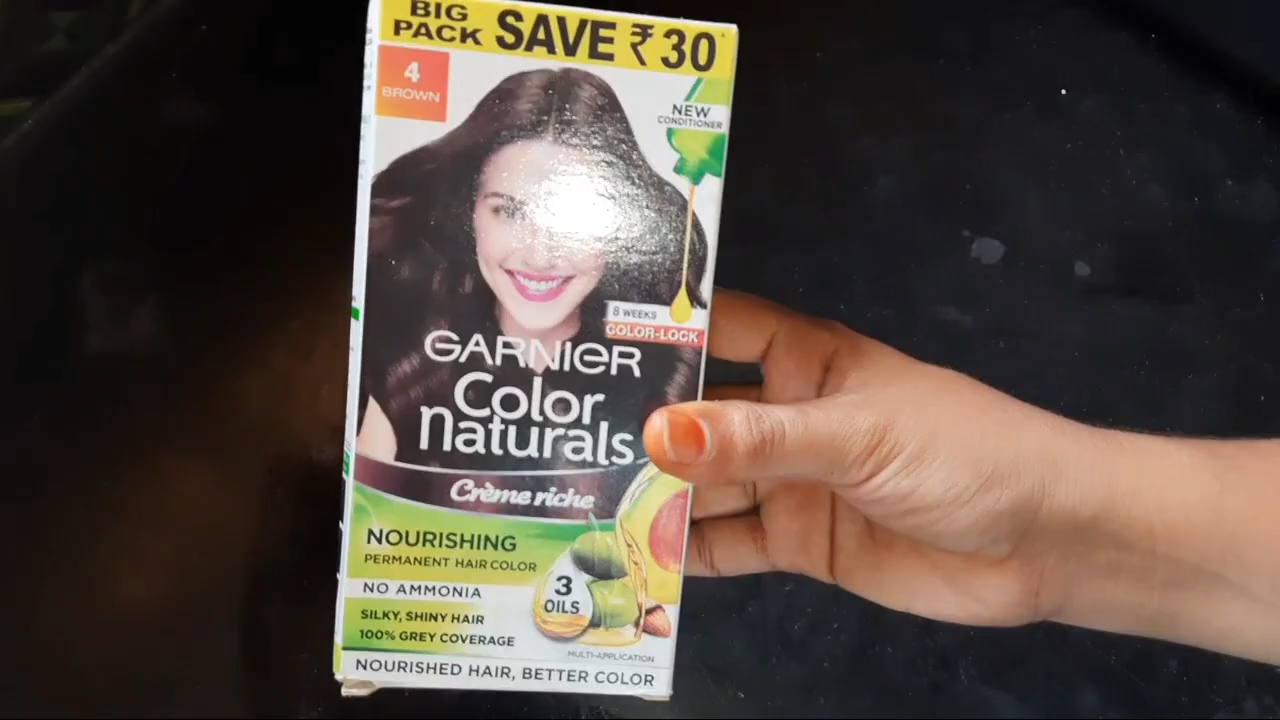 BIG PACK SAVE ₹ 30
4
BROWN
NEW
CONDITIONER
8 WEEKS
COLOR-LOCK
GARNIER
Color
Naturals
Crème riche
NOURISHING
PERMANENT HAIR COLOR
NO AMMONIA
3
OILS
SILKY, SHINY HAIR
100% GREY COVERAGE
MULTI-APPLICATION
NOURISHED HAIR, BETTER COLOR